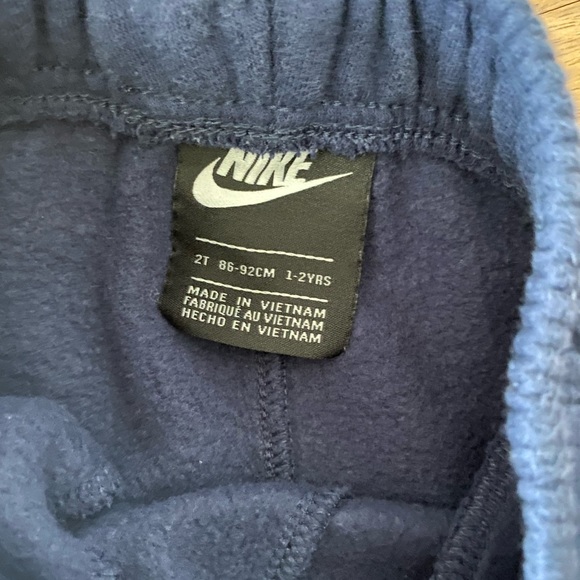 NIKE
2T 86-92CM 1-2YRS
MADE IN VIETNAM
FABRIQUÉ AU VIETNAM
HECHO EN VIETNAM